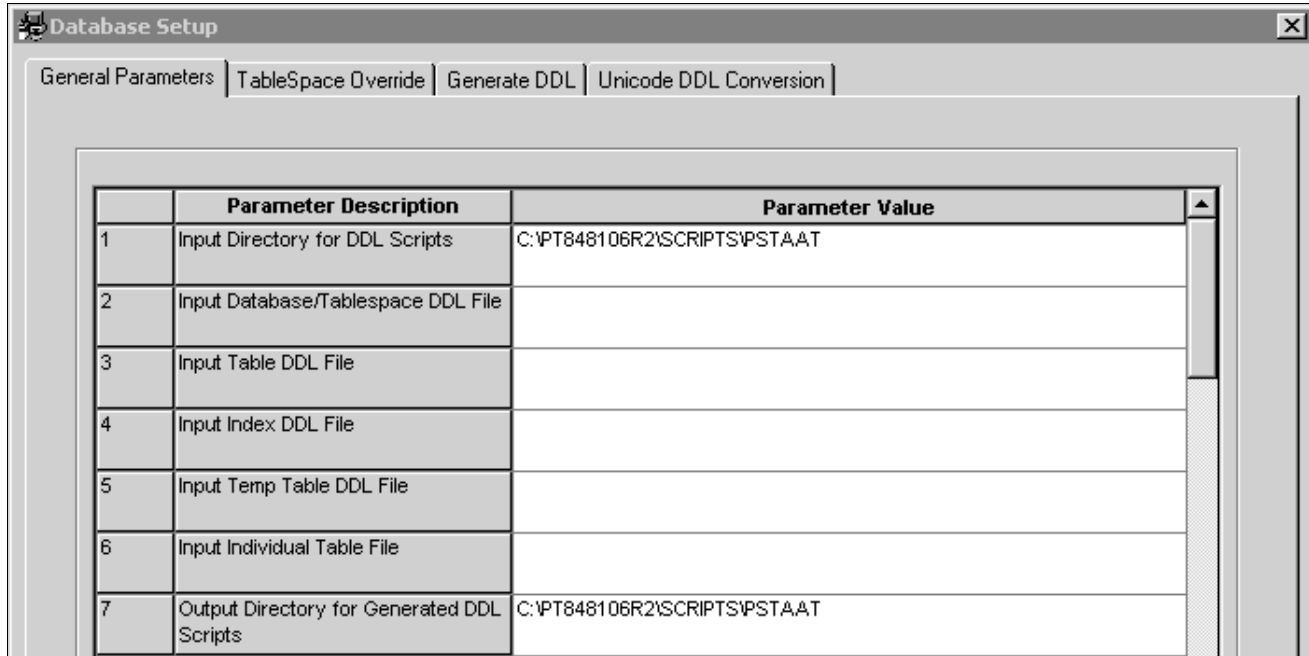 Database Setup
General Parameters TableSpace Override Generate DDL Unicode DDL Conversion
Parameter Description Parameter Value
1 Input Directory for DDL Scripts C:\PT848106R2\SCRIPTS\PSTAAT
2 Input Database/Tablespace DDL File
3 Input Table DDL File
4 Input Index DDL File
5 Input Temp Table DDL File
6 Input Individual Table File
7 Output Directory for Generated DDL C:\PT848106R2\SCRIPTS\PSTAAT
Scripts